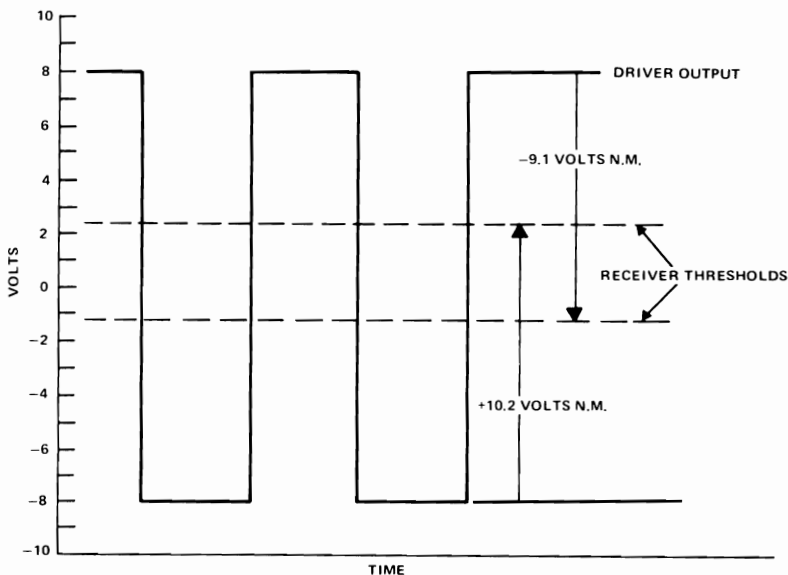 10
8
6
4
2
0
−2
−4
−6
−8
−10
VOLTS
DRIVER OUTPUT
−9.1 VOLTS N.M.
RECEIVER THRESHOLDS
+10.2 VOLTS N.M.
TIME